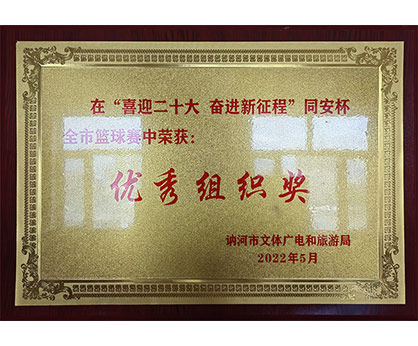 在“喜迎二十大 奋进新征程”同安杯
全市篮球赛中荣获：
优秀组织奖
讷河市文体广电和旅游局
2022年5月